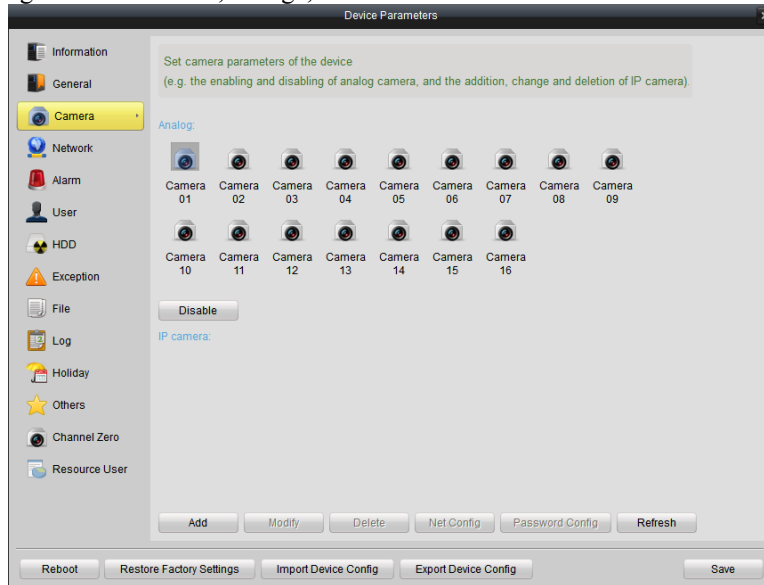 Device Parameters
Information
General
Camera
Network
Alarm
User
HDD
Exception
File
Log
Holiday
Others
Channel Zero
Resource User
Set camera parameters of the device
(e.g. the enabling and disabling of analog camera, and the addition, change and deletion of IP camera).
Analog:
Camera 01 Camera 02 Camera 03 Camera 04 Camera 05 Camera 06 Camera 07 Camera 08 Camera 09
Camera 10 Camera 11 Camera 12 Camera 13 Camera 14 Camera 15 Camera 16
Disable
IP camera:
Add Modify Delete Net Config Password Config Refresh
Reboot Restore Factory Settings Import Device Config Export Device Config Save